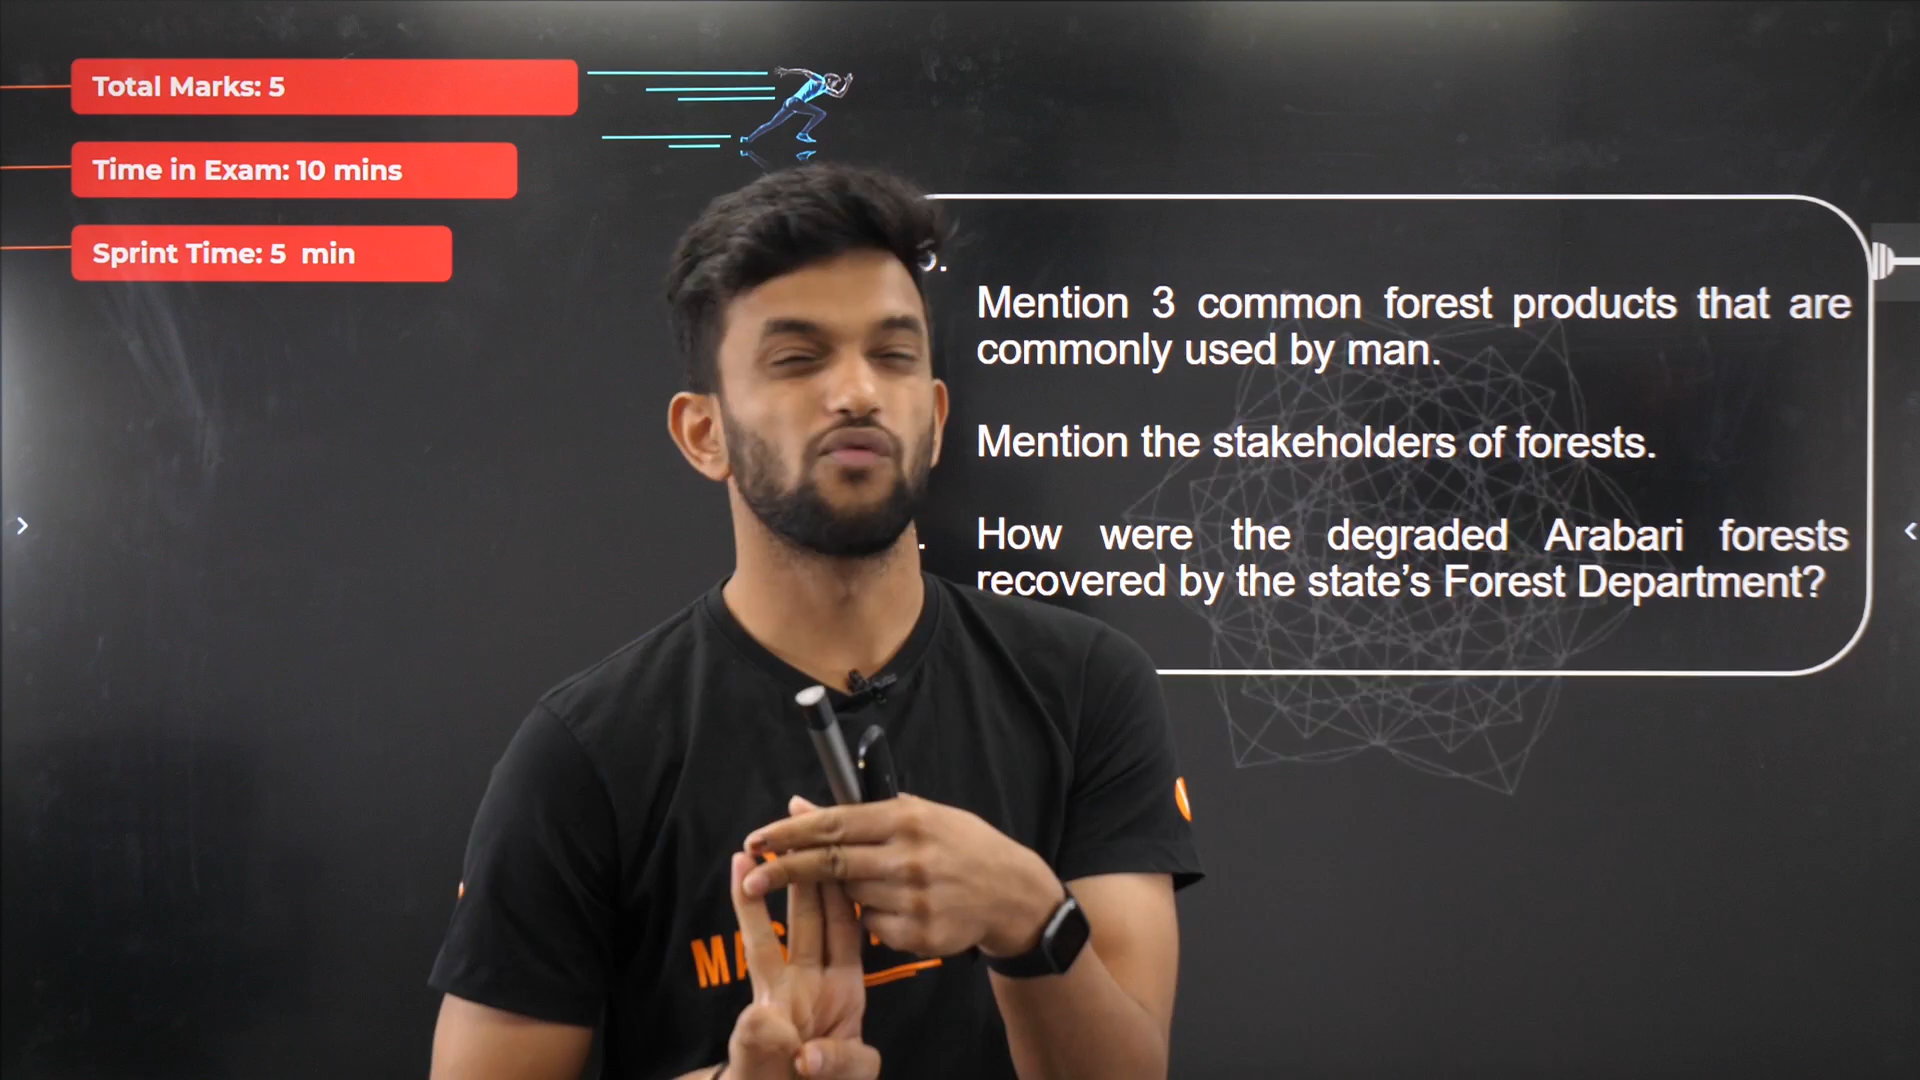 Total Marks: 5
Time in Exam: 10 mins
Sprint Time: 5 min
Mention 3 common forest products that are
commonly used by man.
Mention the stakeholders of forests.
. How were the degraded Arabari forests
recovered by the state’s Forest Department?